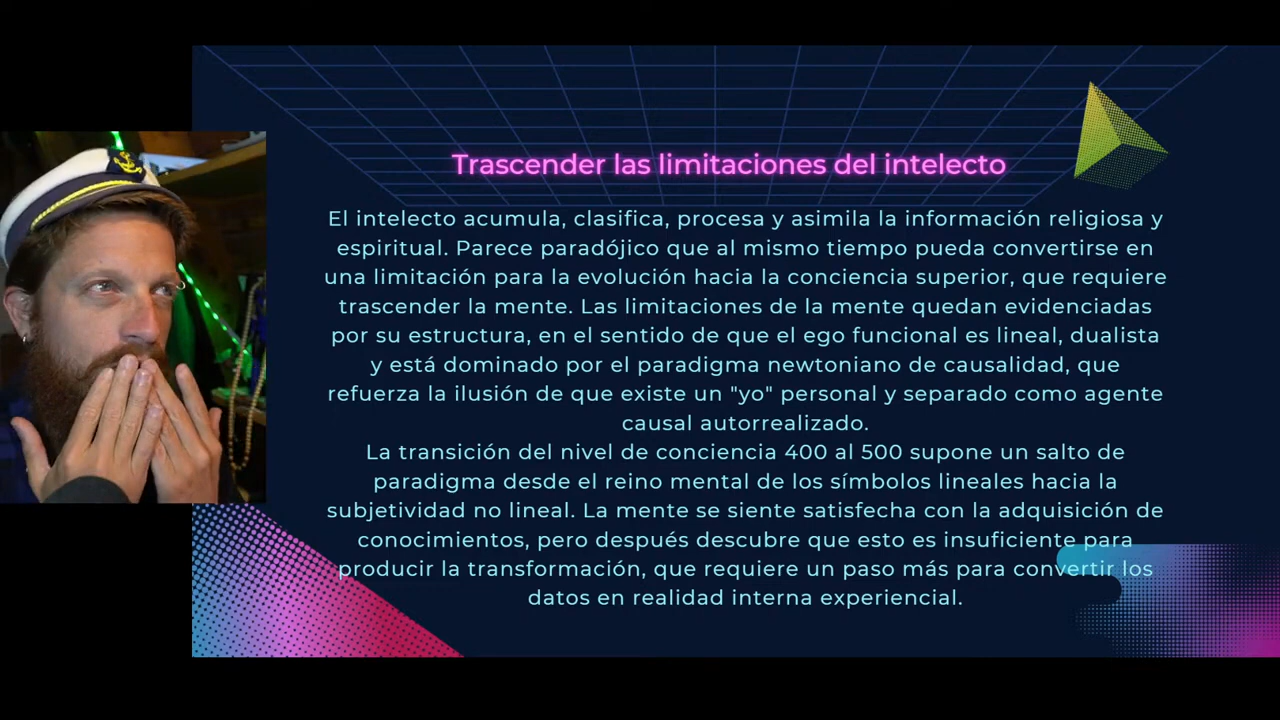 Trascender las limitaciones del intelecto
El intelecto acumula, clasifica, procesa y asimila la información religiosa y
espiritual. Parece paradójico que al mismo tiempo pueda convertirse en
una limitación para la evolución hacia la conciencia superior, que requiere
trascender la mente. Las limitaciones de la mente quedan evidenciadas
por su estructura, en el sentido de que el ego funcional es lineal, dualista
y está dominado por el paradigma newtoniano de causalidad, que
refuerza la ilusión de que existe un "yo" personal y separado como agente
causal autorrealizado.
La transición del nivel de conciencia 400 al 500 supone un salto de
paradigma desde el reino mental de los símbolos lineales hacia la
subjetividad no lineal. La mente se siente satisfecha con la adquisición de
conocimientos, pero después descubre que esto es insuficiente para
producir la transformación, que requiere un paso más para convertir los
datos en realidad interna experiencial.